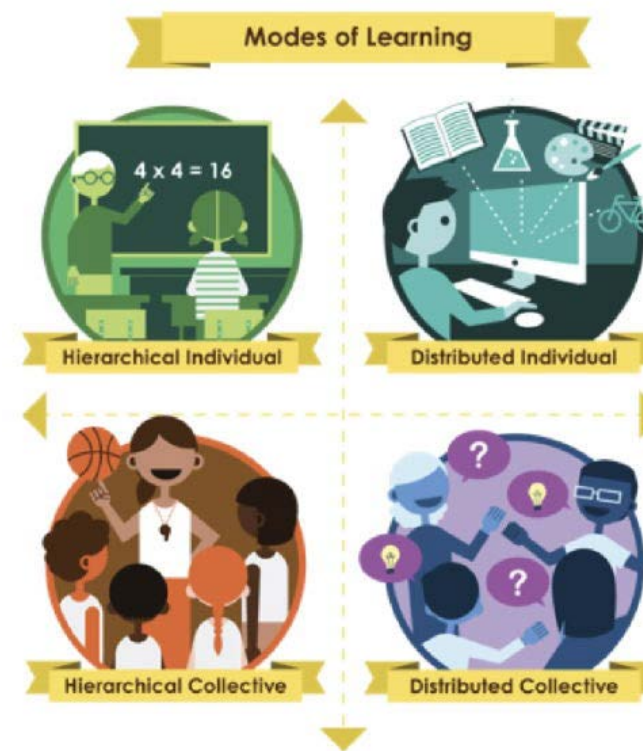 Modes of Learning
4 x 4 = 16
Hierarchical Individual
Distributed Individual
? 
?
Hierarchical Collective
Distributed Collective